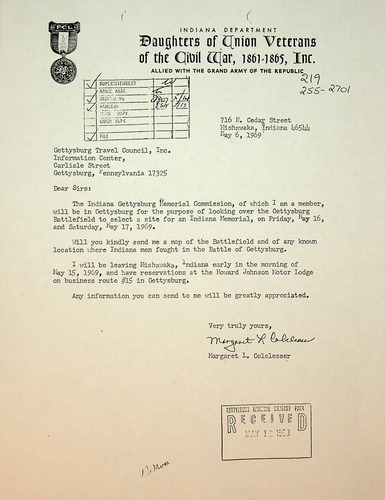 PCL
INDIANA DEPARTMENT
Daughters of Union Veterans
of the Civil War, 1861-1865, Inc.
ALLIED WITH THE GRAND ARMY OF THE REPUBLIC
219
255-2701
SUPERINTENDENT
FILE
716 N. Cedar Street
Mishawaka, Indiana 46544
May 6, 1969
Gettysburg Travel Council, Inc.
Information Center,
Carlisle Street
Gettysburg, Pennsylvania 17325
Dear Sirs:
The Indiana Gettysburg Memorial Commission, of which I am a member,
will be in Gettysburg for the purpose of looking over the Gettysburg
Battlefield to select a site for an Indiana Memorial, on Friday, May 16,
and Saturday, May 17, 1969.
Will you kindly send me a map of the Battlefield and of any known
location where Indiana men fought in the Battle of Gettysburg.
I will be leaving Mishawaka, Indiana early in the morning of
May 15, 1969, and have reservations at the Howard Johnson Motor Lodge
on business route #15 in Gettysburg.
Any information you can send to me will be greatly appreciated.
Very truly yours,
Margaret L Colclesser
Margaret L. Colclesser
GETTYSBURG NATIONAL MILITARY PARK
RECEIVED
MAY